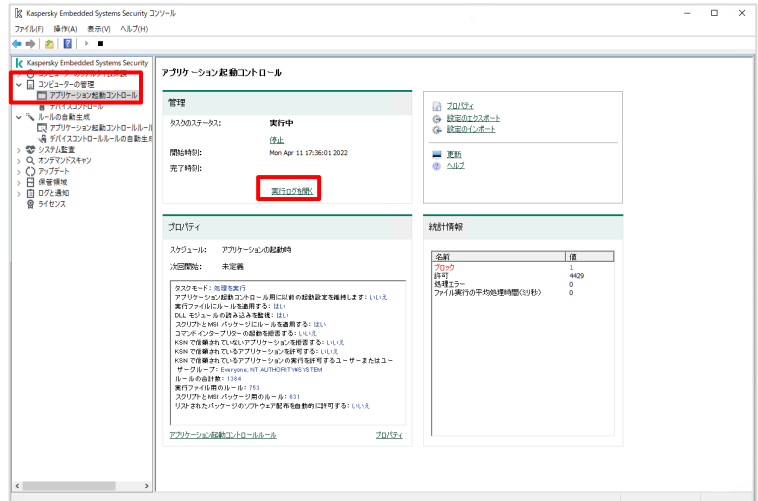 Kaspersky Embedded Systems Security コンソール
ファイル(F) 操作(A) 表示(V) ヘルプ(H)
Kaspersky Embedded Systems Security
コンピューターのリアルタイム保護
コンピューターの管理
アプリケーション起動コントロール
デバイスコントロール
ルールの自動生成
アプリケーション起動コントロールルール
デバイスコントロールルールの自動生成
システム監査
オンデマンドスキャン
アップデート
保管領域
ログと通知
ライセンス
アプリケーション起動コントロール
管理
タスクのステータス: 実行中
停止
開始時刻: Mon Apr 11 17:36:01 2022
完了時刻:
実行ログを開く
プロパティ
設定のエクスポート
設定のインポート
更新
ヘルプ
プロパティ
スケジュール: アプリケーションの起動時
次回開始: 未定義
タスクモード: 処理を実行
アプリケーション起動コントロール用に以前の起動設定を維持します: いいえ
実行ファイルにルールを適用する: はい
DLL モジュールの読み込みを監視: はい
スクリプトと MSI パッケージにルールを適用する: はい
コマンドインタープリターの起動を拒否する: いいえ
KSN で信頼されていないアプリケーションを拒否する: いいえ
KSN で信頼されているアプリケーションを許可する: いいえ
KSN で信頼されているアプリケーションの実行を許可するユーザーまたはユー
ザーグループ: Everyone; NT AUTHORITY¥SYSTEM
ルールの合計数: 1384
実行ファイル用のルール: 753
スクリプトと MSI パッケージ用のルール: 631
リストされたパッケージのソフトウェア配布を自動的に許可する: いいえ
アプリケーション起動コントロールルール プロパティ
統計情報
名前 値
ブロック 1
許可 4429
処理エラー 0
ファイル実行の平均処理時間(ミリ秒) 0